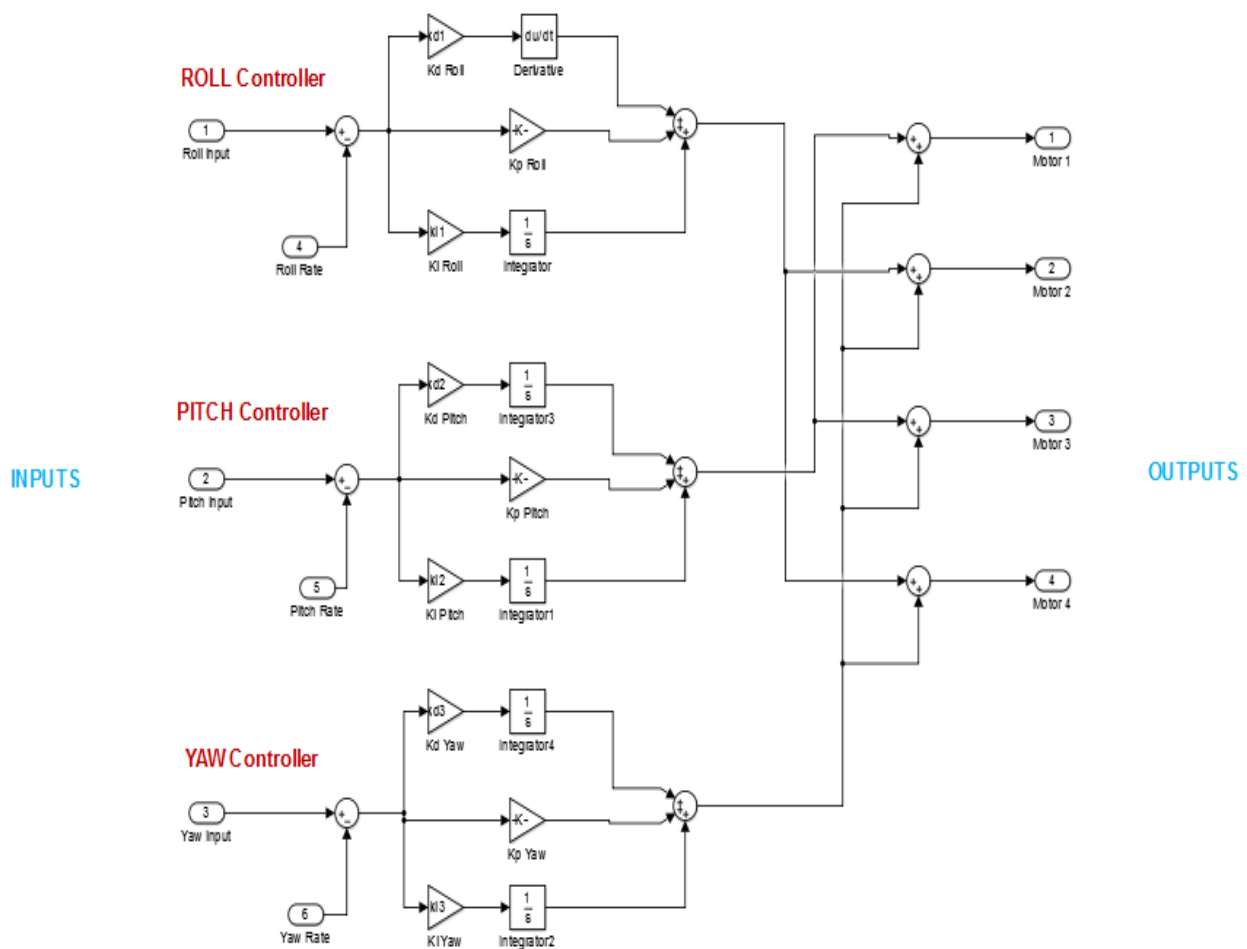 ROLL Controller
kd1
Kd Roll
du/dt
Derivative
1
Roll Input
+
-
-K-
Kp Roll
+
+
+
4
Roll Rate
kI1
KI Roll
1
s
Integrator
+
+
1
Motor 1
+
+
2
Motor 2
PITCH Controller
kd2
Kd Pitch
1
s
Integrator3
2
Pitch Input
+
-
-K-
Kp Pitch
+
+
+
5
Pitch Rate
kI2
KI Pitch
1
s
Integrator1
+
+
3
Motor 3
+
+
4
Motor 4
INPUTS
OUTPUTS
YAW Controller
kd3
Kd Yaw
1
s
Integrator4
3
Yaw Input
+
-
-K-
Kp Yaw
+
+
+
6
Yaw Rate
kI3
KI Yaw
1
s
Integrator2